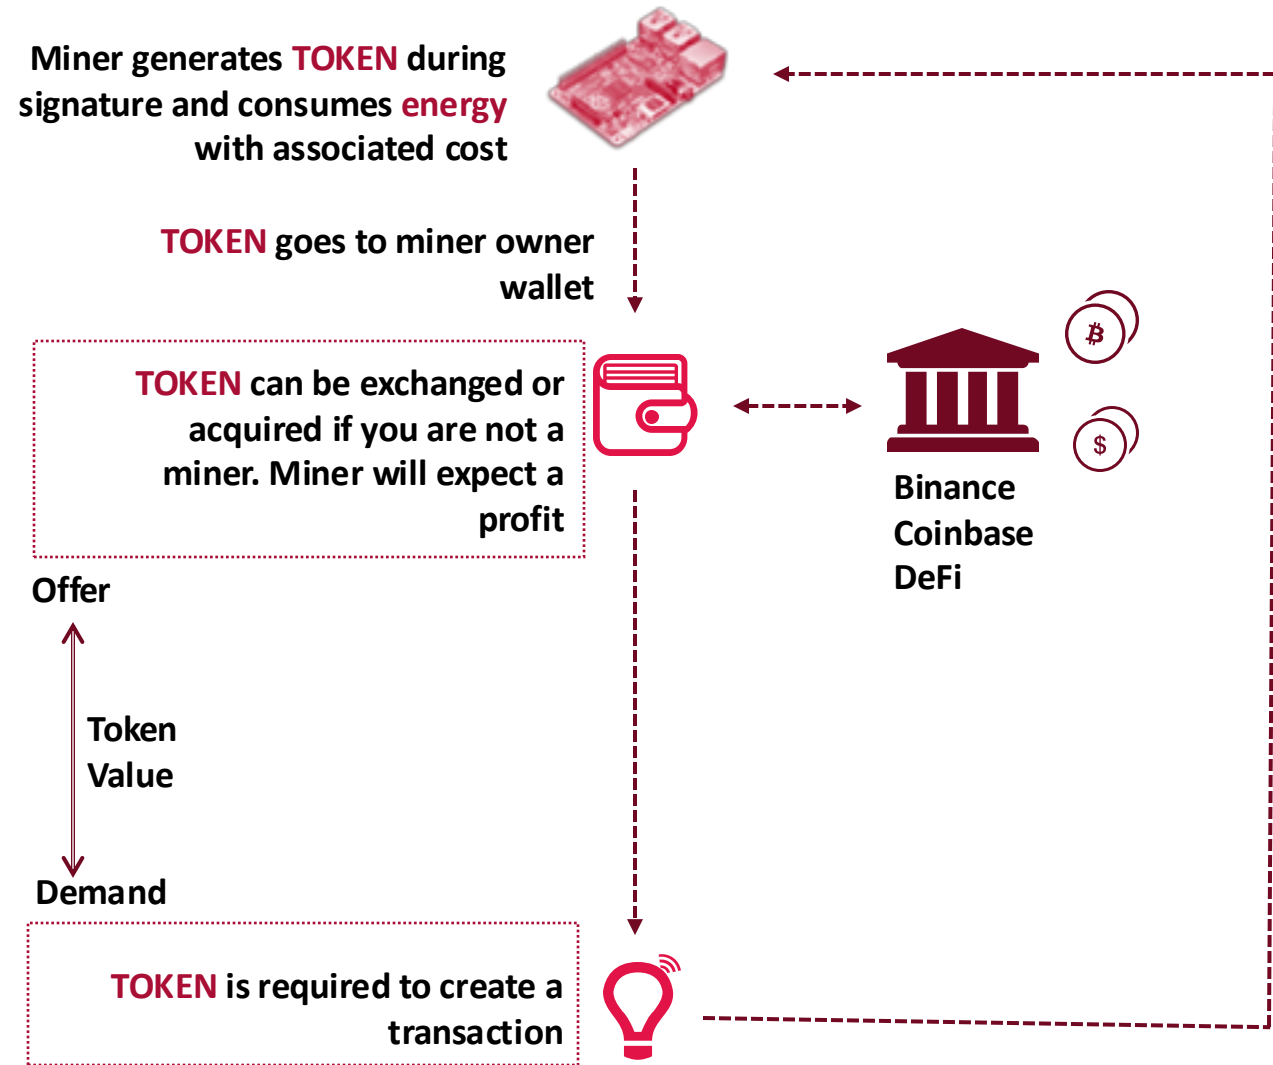 Miner generates TOKEN during
signature and consumes energy
with associated cost
TOKEN goes to miner owner
wallet
TOKEN can be exchanged or
acquired if you are not a
miner. Miner will expect a
profit
₿
$
Binance
Coinbase
DeFi
Offer
Token
Value
Demand
TOKEN is required to create a
transaction